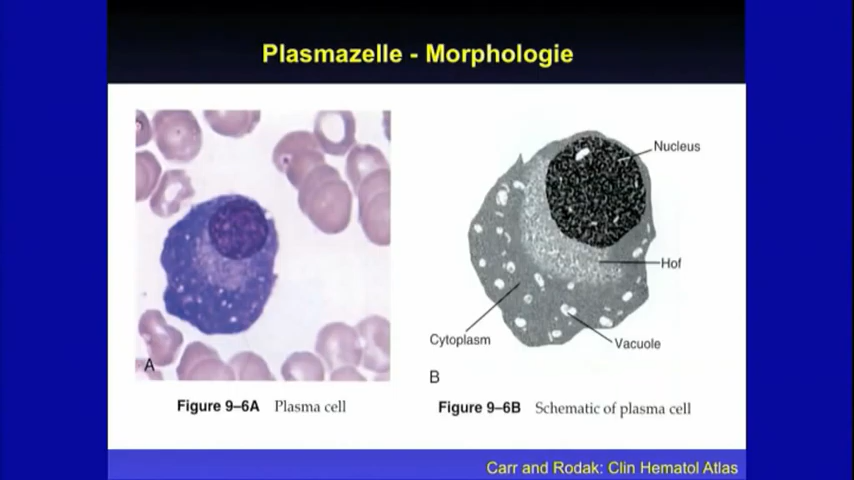 Plasmazelle - Morphologie
Nucleus
Hof
Cytoplasm
Vacuole
A
B
Figure 9–6A Plasma cell
Figure 9–6B Schematic of plasma cell
Carr and Rodak: Clin Hematol Atlas